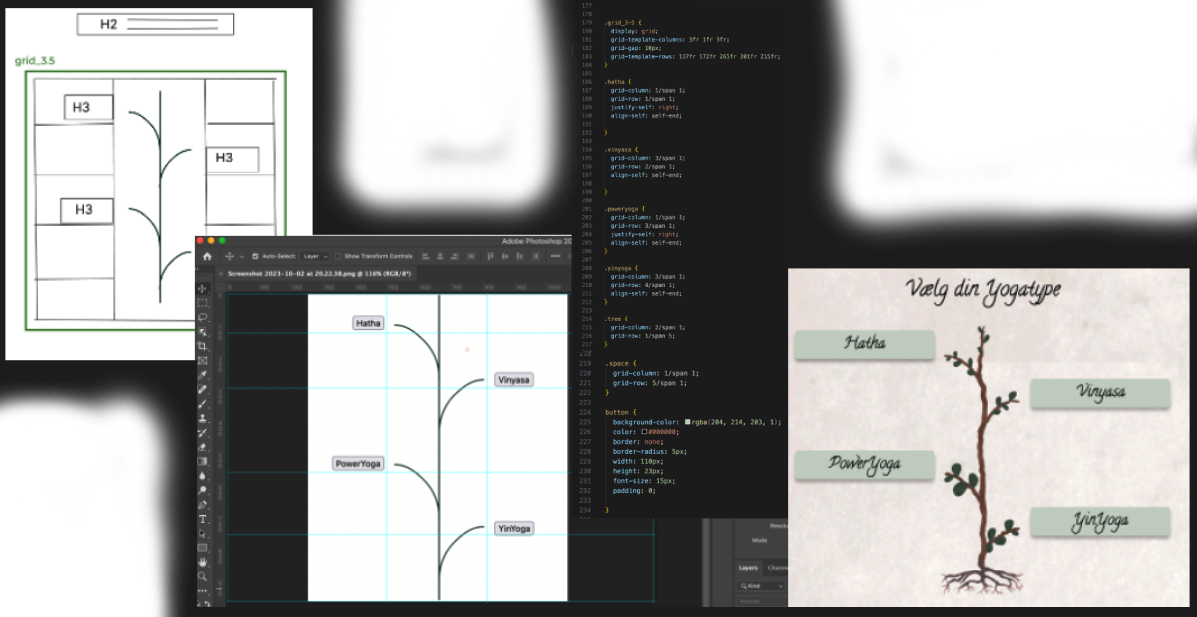 H2
grid_3.5
H3
H3
H3
Adobe Photoshop 20
Auto-Select:
Layer
Show Transform Controls
Screenshot 2023-10-02 at 20.22.38.png @ 116% (RGB/8*)
Hatha
Vinyasa
PowerYoga
YinYoga
177
178
179 .grid_3-5 {
180 display: grid;
181 grid-template-columns: 3fr 1fr 3fr;
182 grid-gap: 10px;
183 grid-template-rows: 137fr 172fr 265fr 201fr 215fr;
184 }
185
186 .hatha {
187 grid-column: 1/span 1;
188 grid-row: 1/span 1;
189 justify-self: right;
190 align-self: self-end;
191
192 }
193
194 .vinyasa {
195 grid-column: 3/span 1;
196 grid-row: 2/span 1;
197 align-self: self-end;
198
199 }
200
201 .poweryoga {
202 grid-column: 1/span 1;
203 grid-row: 3/span 1;
204 justify-self: right;
205 align-self: self-end;
206 }
207
208 .yinyoga {
209 grid-column: 3/span 1;
210 grid-row: 4/span 1;
211 align-self: self-end;
212 }
213
214 .tree {
215 grid-column: 2/span 1;
216 grid-row: 1/span 5;
217 }
218
219 .space {
220 grid-column: 1/span 1;
221 grid-row: 5/span 1;
222 }
223
224 button {
225 background-color: rgba(204, 214, 203, 1);
226 color: #000000;
227 border: none;
228 border-radius: 5px;
229 width: 110px;
230 height: 23px;
231 font-size: 15px;
232 padding: 0;
233
234 }
Mode
Layers
Kind
Normal
Vælg din Yogatype
Hatha
Vinyasa
PowerYoga
YinYoga